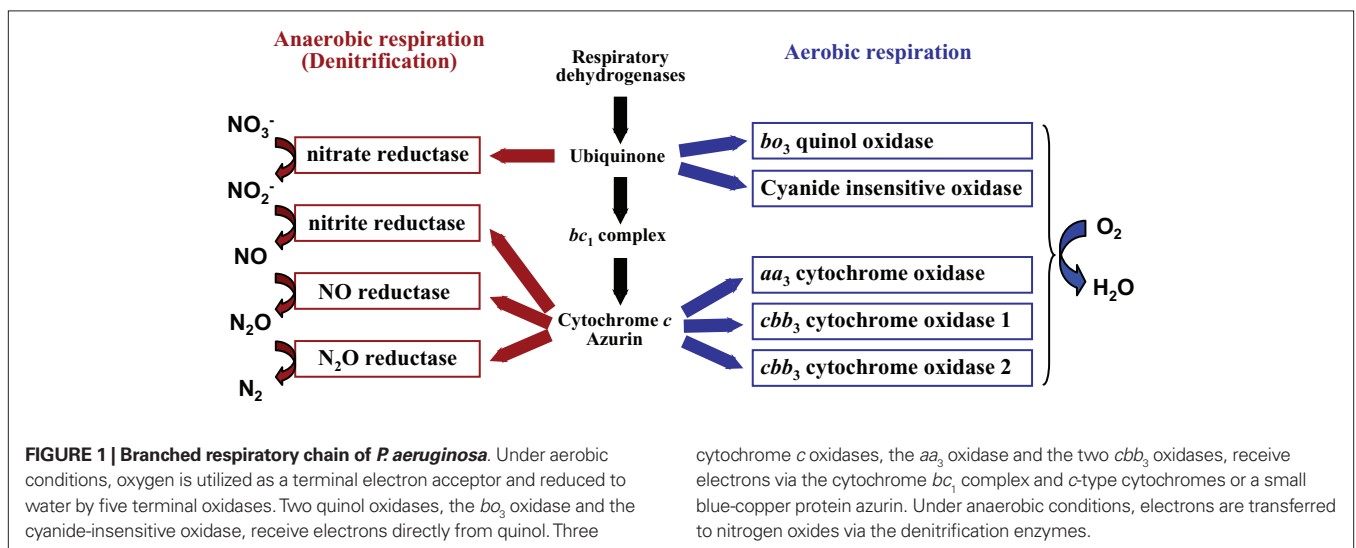 Anaerobic respiration
(Denitrification)
Respiratory
dehydrogenases
Aerobic respiration
NO₃⁻
nitrate reductase
NO₂⁻
nitrite reductase
NO
NO reductase
N₂O
N₂O reductase
N₂
Ubiquinone
bc₁ complex
Cytochrome c
Azurin
bo₃ quinol oxidase
Cyanide insensitive oxidase
aa₃ cytochrome oxidase
cbb₃ cytochrome oxidase 1
cbb₃ cytochrome oxidase 2
O₂
H₂O
FIGURE 1 | Branched respiratory chain of P. aeruginosa. Under aerobic
conditions, oxygen is utilized as a terminal electron acceptor and reduced to
water by five terminal oxidases. Two quinol oxidases, the bo₃ oxidase and the
cyanide-insensitive oxidase, receive electrons directly from quinol. Three
cytochrome c oxidases, the aa₃ oxidase and the two cbb₃ oxidases, receive
electrons via the cytochrome bc₁ complex and c-type cytochromes or a small
blue-copper protein azurin. Under anaerobic conditions, electrons are transferred
to nitrogen oxides via the denitrification enzymes.